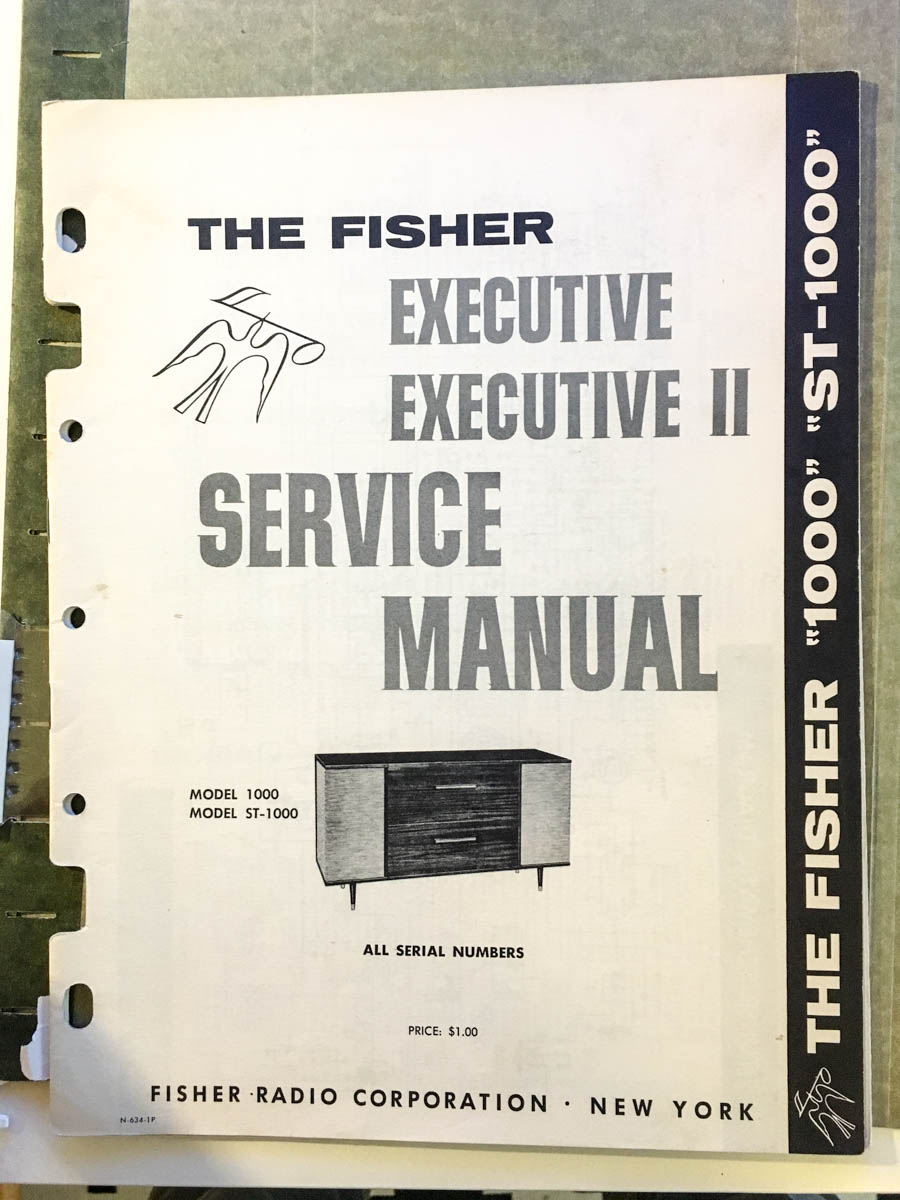 THE FISHER
EXECUTIVE
EXECUTIVE II
SERVICE
MANUAL
MODEL 1000
MODEL ST-1000
ALL SERIAL NUMBERS
PRICE: $1.00
FISHER · RADIO CORPORATION · NEW YORK
N-634-1P
THE FISHER "1000" "ST-1000"